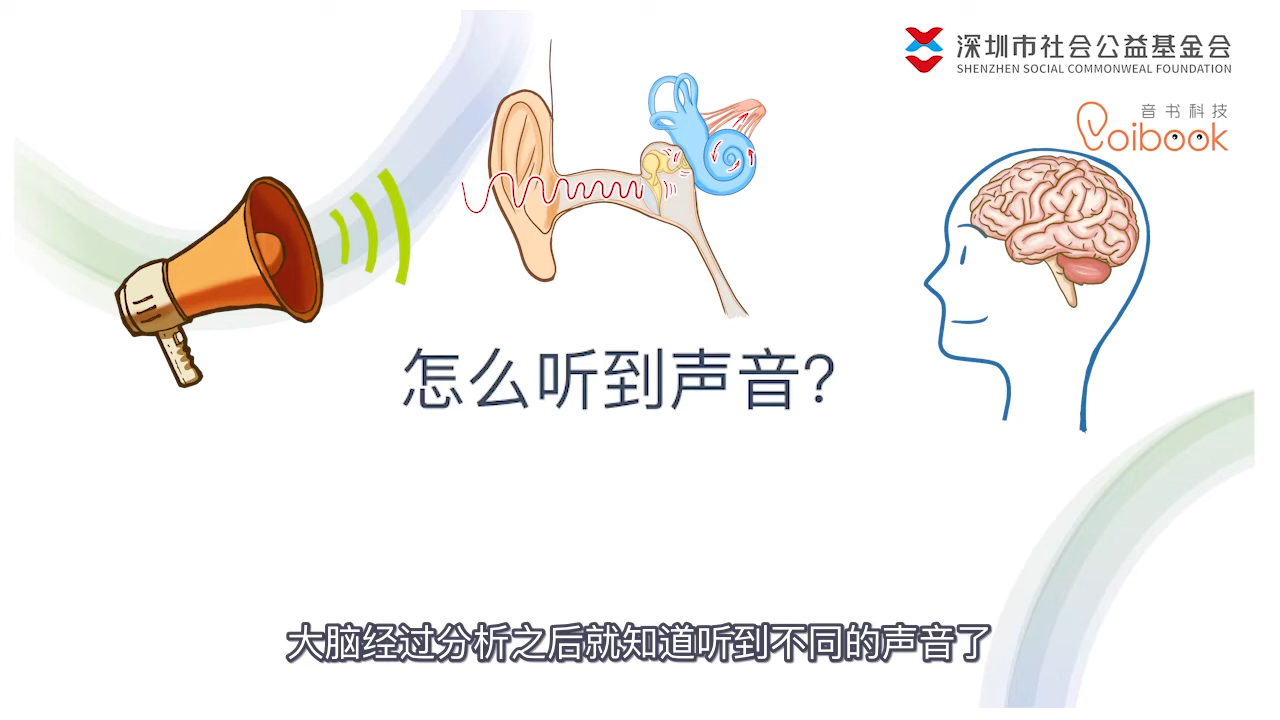 深圳市社会公益基金会
SHENZHEN SOCIAL COMMONWEAL FOUNDATION
音书科技
Voibook
怎么听到声音?
大脑经过分析之后就知道听到不同的声音了